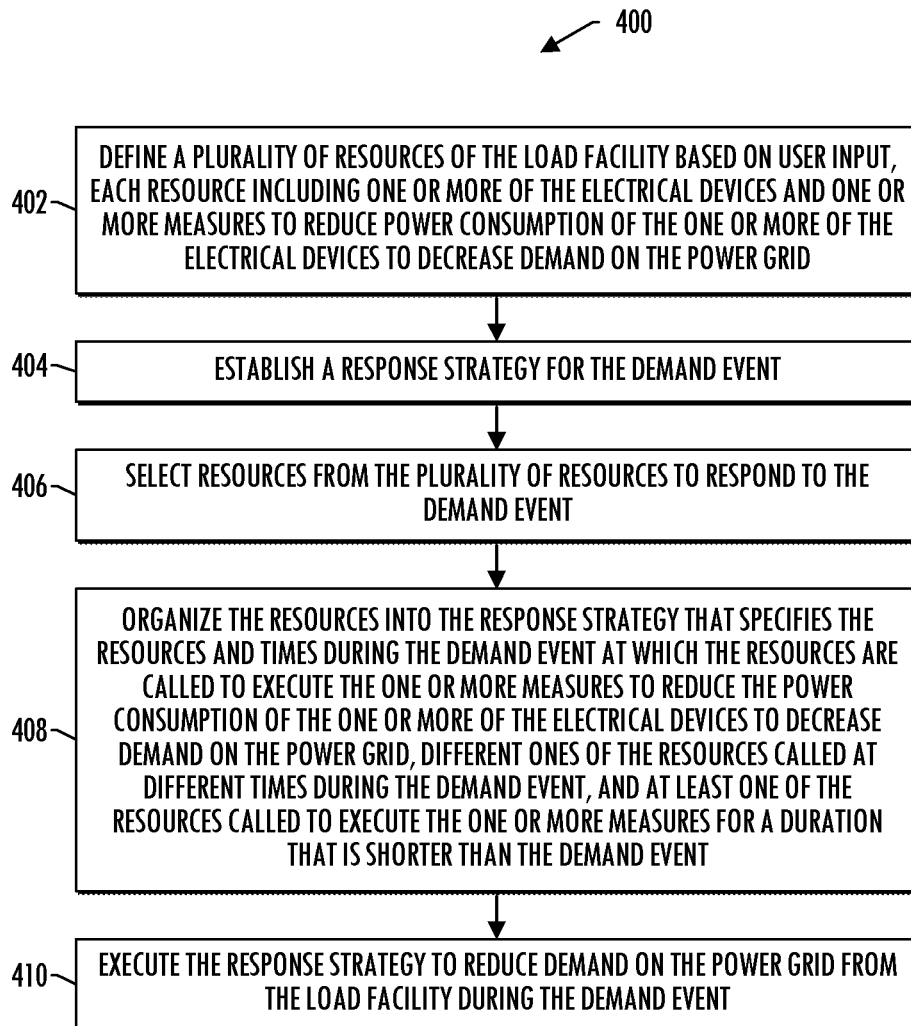 400
DEFINE A PLURALITY OF RESOURCES OF THE LOAD FACILITY BASED ON USER INPUT,
EACH RESOURCE INCLUDING ONE OR MORE OF THE ELECTRICAL DEVICES AND ONE OR
402
MORE MEASURES TO REDUCE POWER CONSUMPTION OF THE ONE OR MORE OF THE
ELECTRICAL DEVICES TO DECREASE DEMAND ON THE POWER GRID
404
ESTABLISH A RESPONSE STRATEGY FOR THE DEMAND EVENT
406
SELECT RESOURCES FROM THE PLURALITY OF RESOURCES TO RESPOND TO THE
DEMAND EVENT
ORGANIZE THE RESOURCES INTO THE RESPONSE STRATEGY THAT SPECIFIES THE
RESOURCES AND TIMES DURING THE DEMAND EVENT AT WHICH THE RESOURCES ARE
CALLED TO EXECUTE THE ONE OR MORE MEASURES TO REDUCE THE POWER
408
CONSUMPTION OF THE ONE OR MORE OF THE ELECTRICAL DEVICES TO DECREASE
DEMAND ON THE POWER GRID, DIFFERENT ONES OF THE RESOURCES CALLED AT
DIFFERENT TIMES DURING THE DEMAND EVENT, AND AT LEAST ONE OF THE
RESOURCES CALLED TO EXECUTE THE ONE OR MORE MEASURES FOR A DURATION
THAT IS SHORTER THAN THE DEMAND EVENT
410
EXECUTE THE RESPONSE STRATEGY TO REDUCE DEMAND ON THE POWER GRID FROM
THE LOAD FACILITY DURING THE DEMAND EVENT